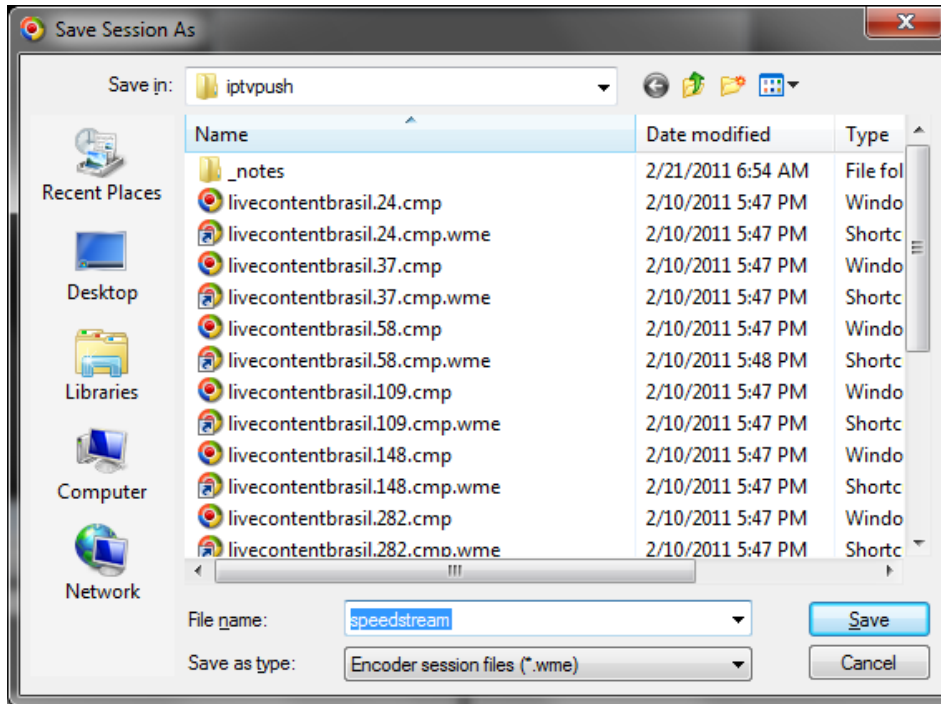 Save Session As
Save in: iptvpush
Name Date modified Type
_notes 2/21/2011 6:54 AM File fol
livecontentbrasil.24.cmp 2/10/2011 5:47 PM Windo
livecontentbrasil.24.cmp.wme 2/10/2011 5:47 PM Shortc
livecontentbrasil.37.cmp 2/10/2011 5:47 PM Windo
livecontentbrasil.37.cmp.wme 2/10/2011 5:47 PM Shortc
livecontentbrasil.58.cmp 2/10/2011 5:47 PM Windo
livecontentbrasil.58.cmp.wme 2/10/2011 5:48 PM Shortc
livecontentbrasil.109.cmp 2/10/2011 5:47 PM Windo
livecontentbrasil.109.cmp.wme 2/10/2011 5:47 PM Shortc
livecontentbrasil.148.cmp 2/10/2011 5:47 PM Windo
livecontentbrasil.148.cmp.wme 2/10/2011 5:47 PM Shortc
livecontentbrasil.282.cmp 2/10/2011 5:47 PM Windo
livecontentbrasil.282.cmp.wme 2/10/2011 5:47 PM Shortc
Recent Places
Desktop
Libraries
Computer
Network
File name: speedstream Save
Save as type: Encoder session files (*.wme) Cancel